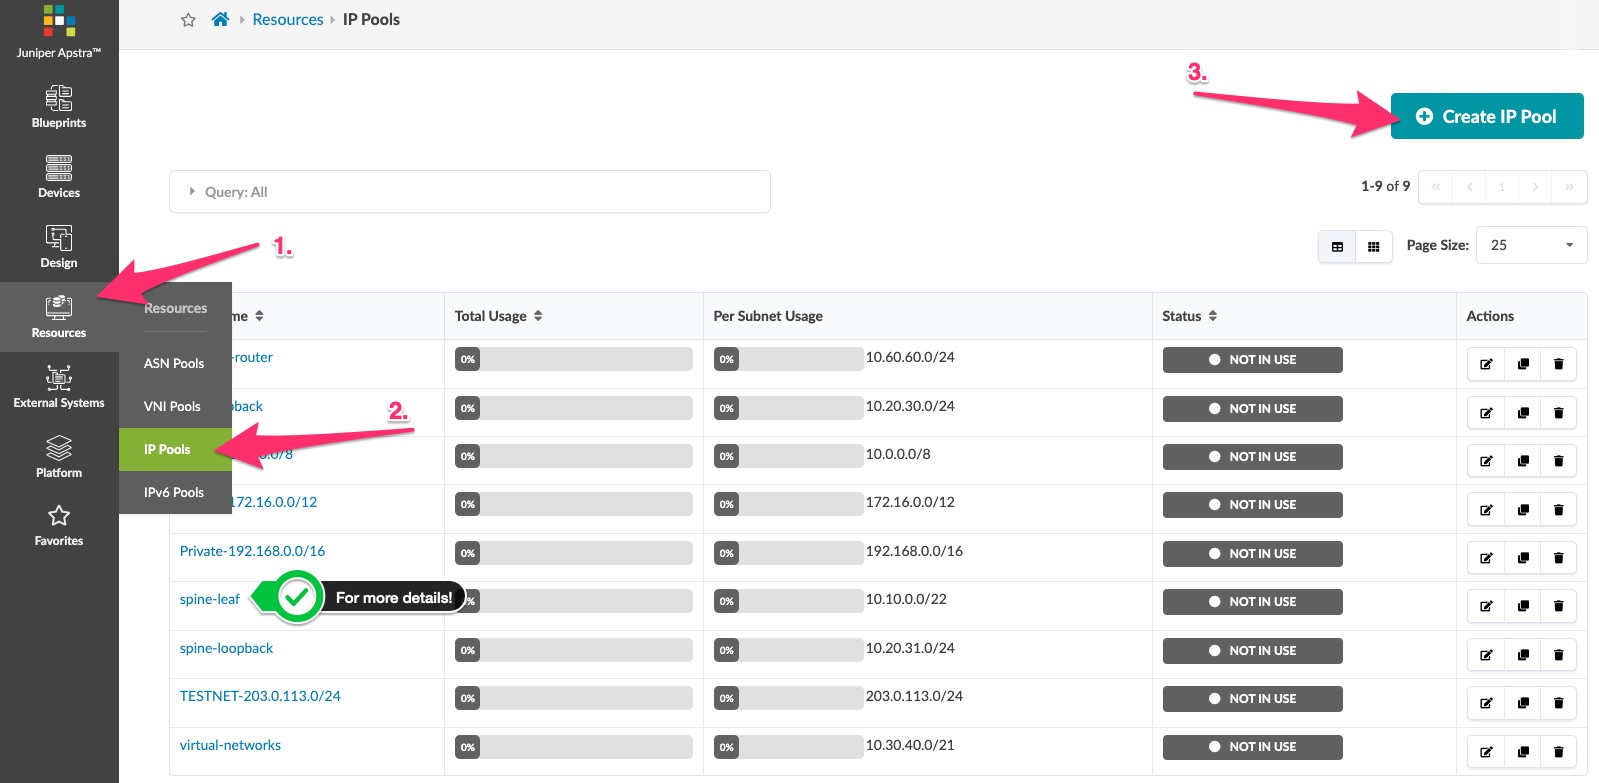 Juniper Apstra™
Blueprints
Devices
Design
Resources
External Systems
Platform
Favorites
Resources
ASN Pools
VNI Pools
IP Pools
IPv6 Pools
Resources IP Pools
1.
2.
3.
Create IP Pool
Query: All
1-9 of 9
« < 1 > »
Page Size: 25
me Total Usage Per Subnet Usage Status Actions
-router 0% 0% 10.60.60.0/24 NOT IN USE
pback 0% 0% 10.20.30.0/24 NOT IN USE
0.0/8 0% 0% 10.0.0.0/8 NOT IN USE
172.16.0.0/12 0% 0% 172.16.0.0/12 NOT IN USE
Private-192.168.0.0/16 0% 0% 192.168.0.0/16 NOT IN USE
spine-leaf For more details! % 0% 10.10.0.0/22 NOT IN USE
spine-loopback 0% 0% 10.20.31.0/24 NOT IN USE
TESTNET-203.0.113.0/24 0% 0% 203.0.113.0/24 NOT IN USE
virtual-networks 0% 0% 10.30.40.0/21 NOT IN USE